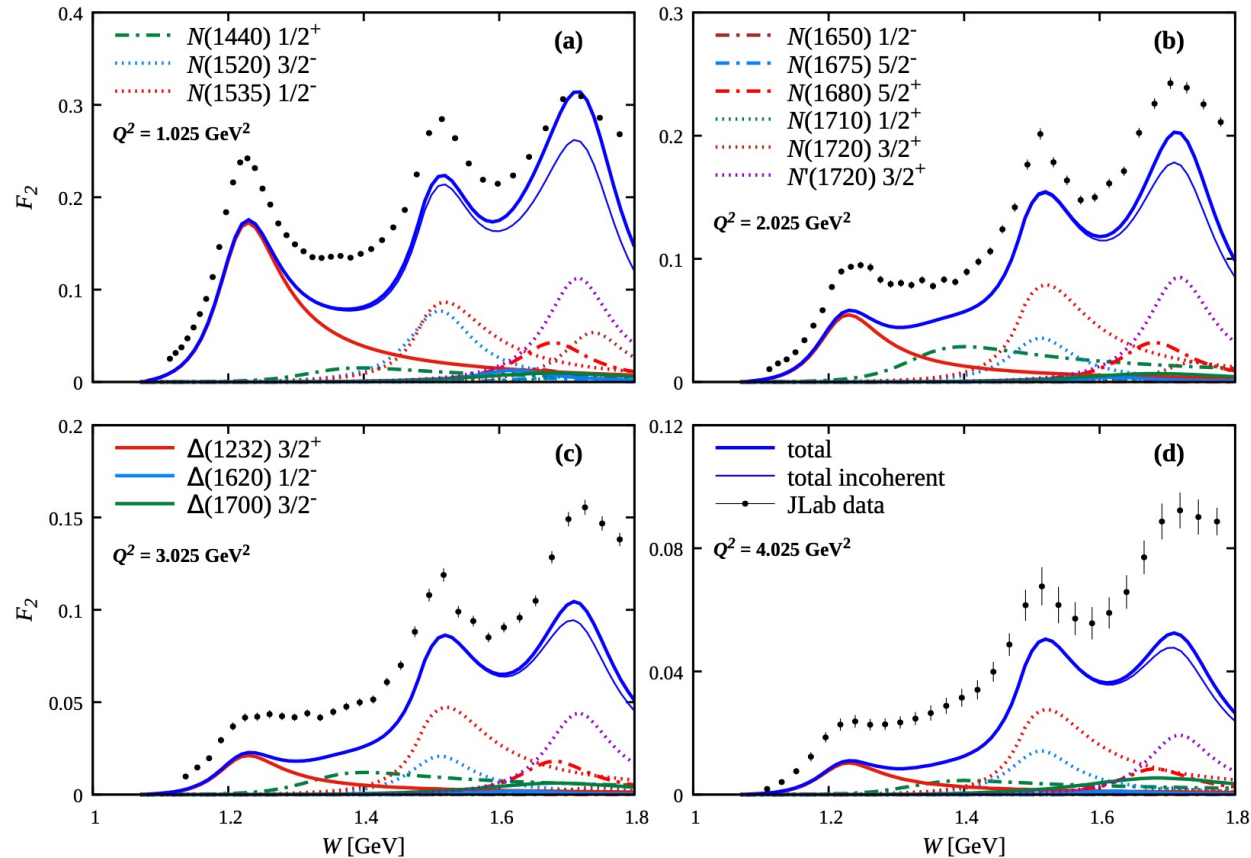 0.4
0.3
0.2
0.1
0
F2
N(1440) 1/2+
N(1520) 3/2-
N(1535) 1/2-
Q2 = 1.025 GeV2
(a)
0.3
0.2
0.1
0
N(1650) 1/2-
N(1675) 5/2-
N(1680) 5/2+
N(1710) 1/2+
N(1720) 3/2+
N'(1720) 3/2+
Q2 = 2.025 GeV2
(b)
0.2
0.15
0.1
0.05
0
F2
Δ(1232) 3/2+
Δ(1620) 1/2-
Δ(1700) 3/2-
Q2 = 3.025 GeV2
(c)
1 1.2 1.4 1.6 1.8
W [GeV]
0.12
0.08
0.04
0
total
total incoherent
JLab data
Q2 = 4.025 GeV2
(d)
1 1.2 1.4 1.6 1.8
W [GeV]